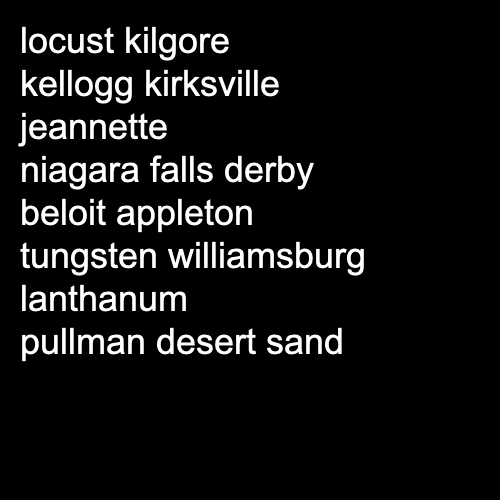 locust kilgore
kellogg kirksville
jeannette
niagara falls derby
beloit appleton
tungsten williamsburg
lanthanum
pullman desert sand